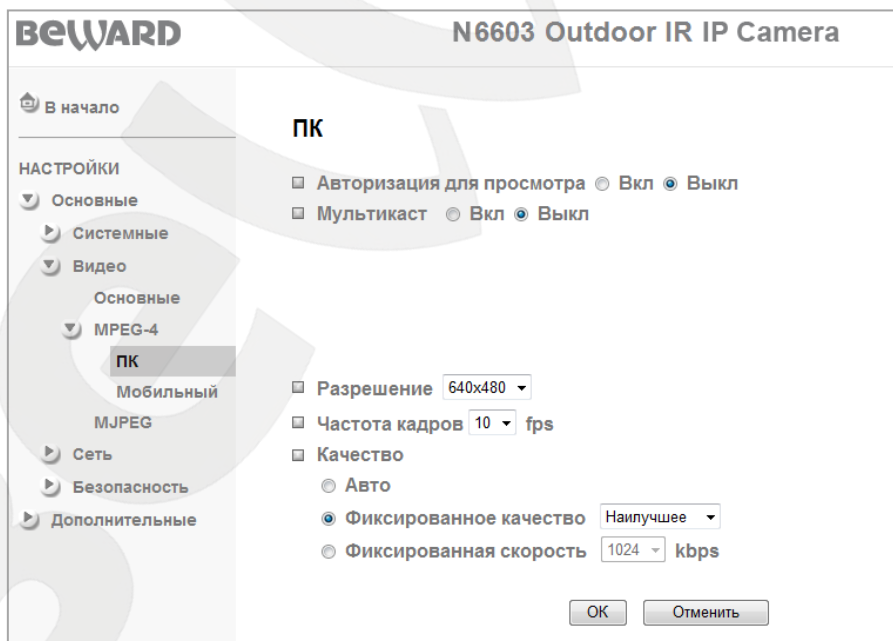 BEWARD
N6603 Outdoor IR IP Camera
В начало
НАСТРОЙКИ
Основные
Системные
Видео
Основные
MPEG-4
ПК
Мобильный
MJPEG
Сеть
Безопасность
Дополнительные
ПК
Авторизация для просмотра Вкл Выкл
Мультикаст Вкл Выкл
Разрешение 640x480
Частота кадров 10 fps
Качество
Авто
Фиксированное качество Наилучшее
Фиксированная скорость 1024 kbps
OK Отменить